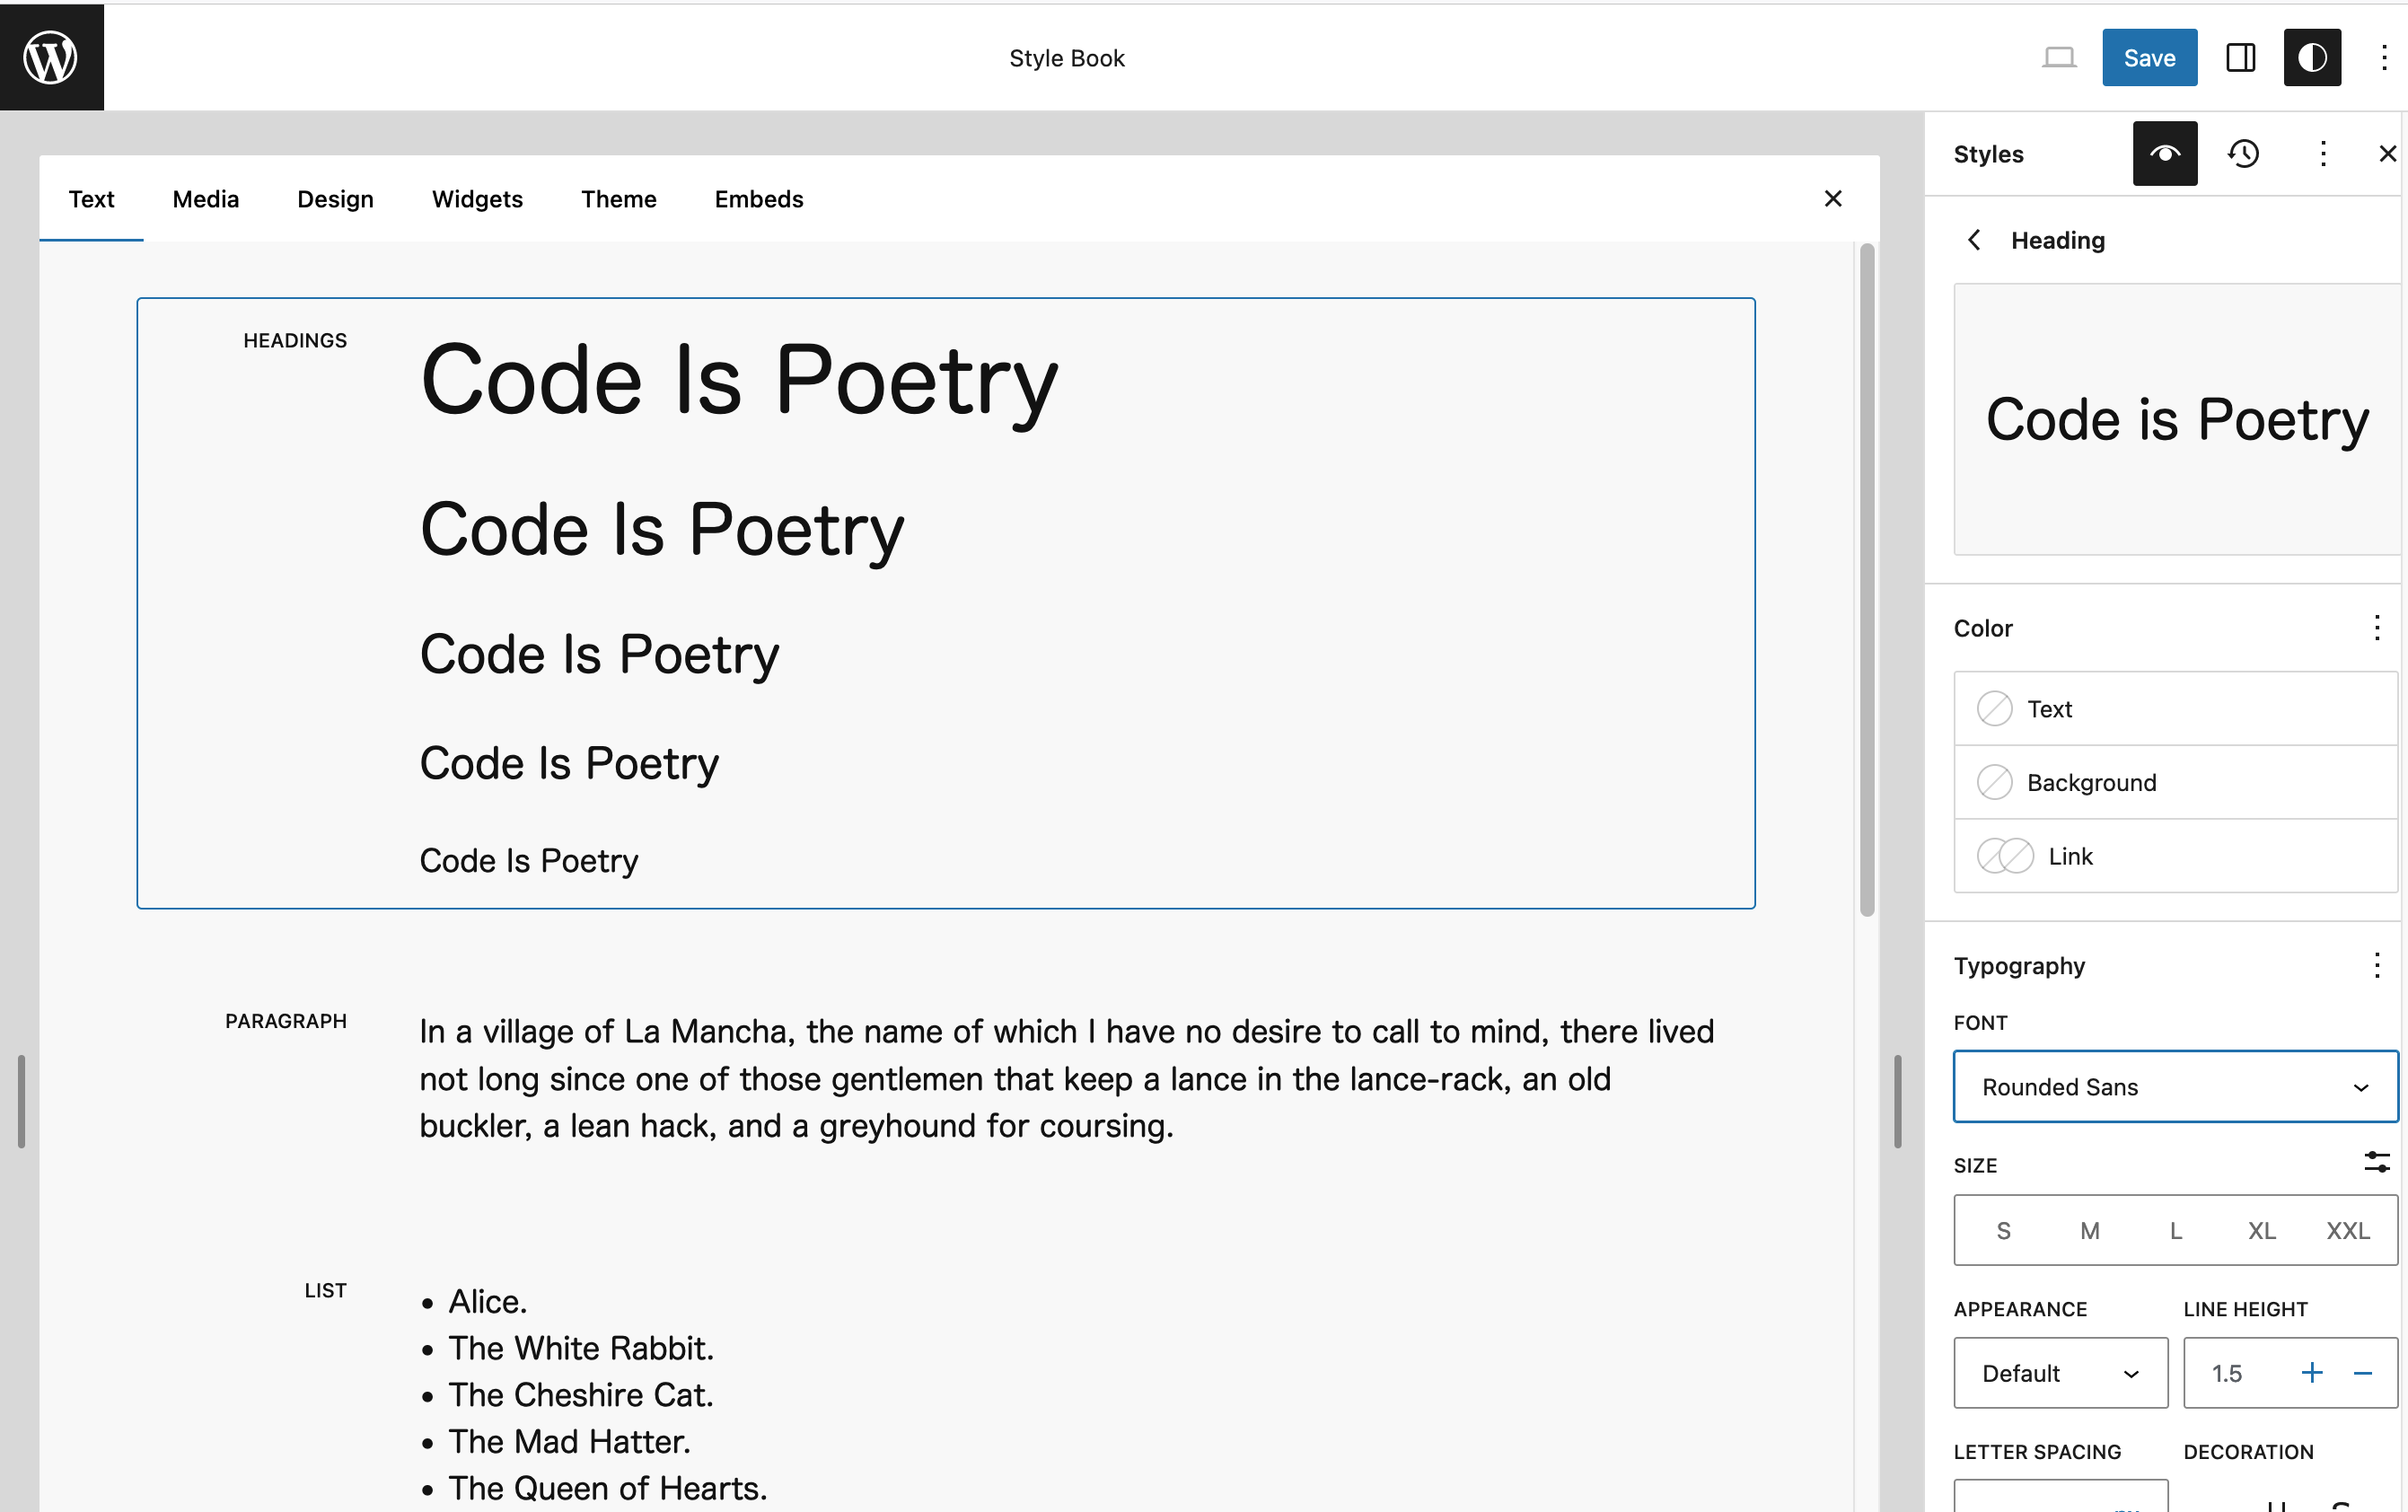 Style Book
Save
Text Media Design Widgets Theme Embeds
HEADINGS
Code Is Poetry
Code Is Poetry
Code Is Poetry
Code Is Poetry
Code Is Poetry
PARAGRAPH
In a village of La Mancha, the name of which I have no desire to call to mind, there lived
not long since one of those gentlemen that keep a lance in the lance-rack, an old
buckler, a lean hack, and a greyhound for coursing.
LIST
• Alice.
• The White Rabbit.
• The Cheshire Cat.
• The Mad Hatter.
• The Queen of Hearts.
Styles
Heading
Code is Poetry
Color
Text
Background
Link
Typography
FONT
Rounded Sans
SIZE
S M L XL XXL
APPEARANCE LINE HEIGHT
Default 1.5
LETTER SPACING DECORATION